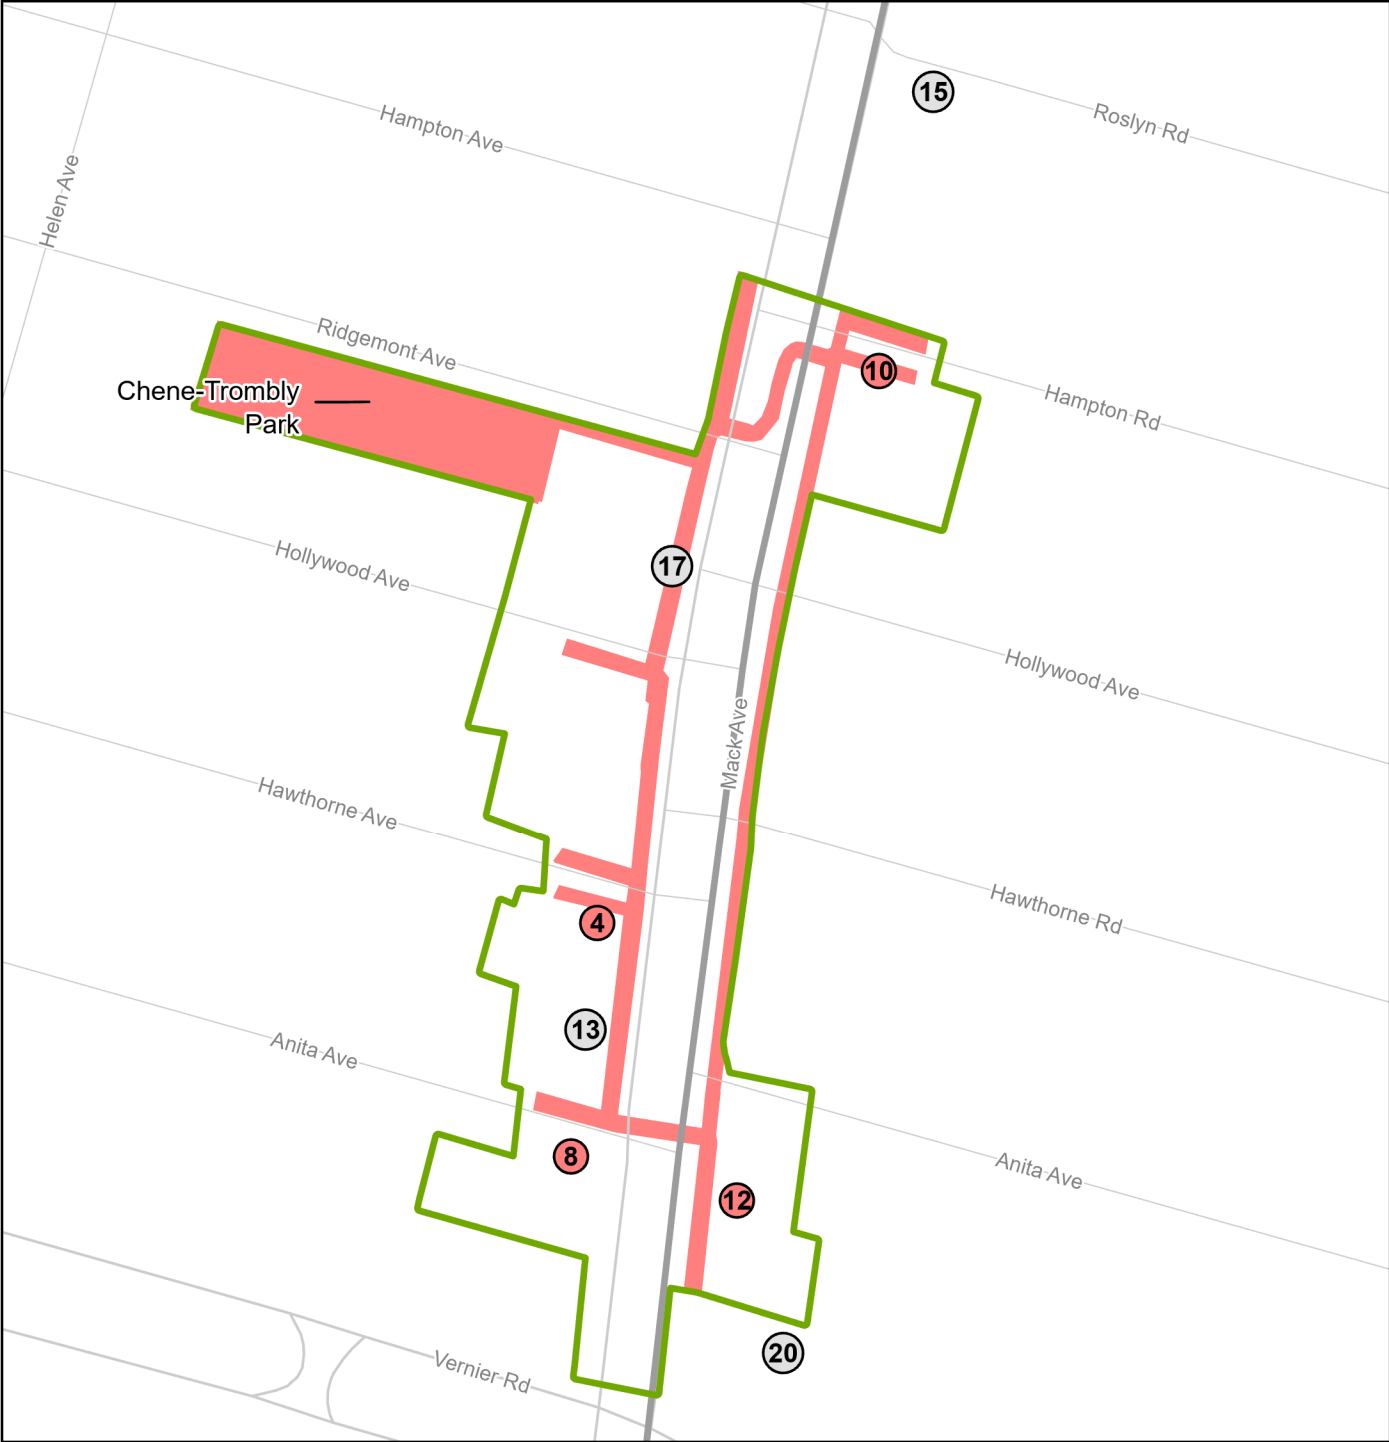 15
Roslyn Rd
Hampton Ave
Helen Ave
Ridgemont Ave
10
Chene-Trombly
Park
Hampton Rd
17
Hollywood Ave
Hollywood Ave
Mack Ave
Hawthorne Ave
Hawthorne Rd
4
13
Anita Ave
8
Anita Ave
12
20
Vernier Rd